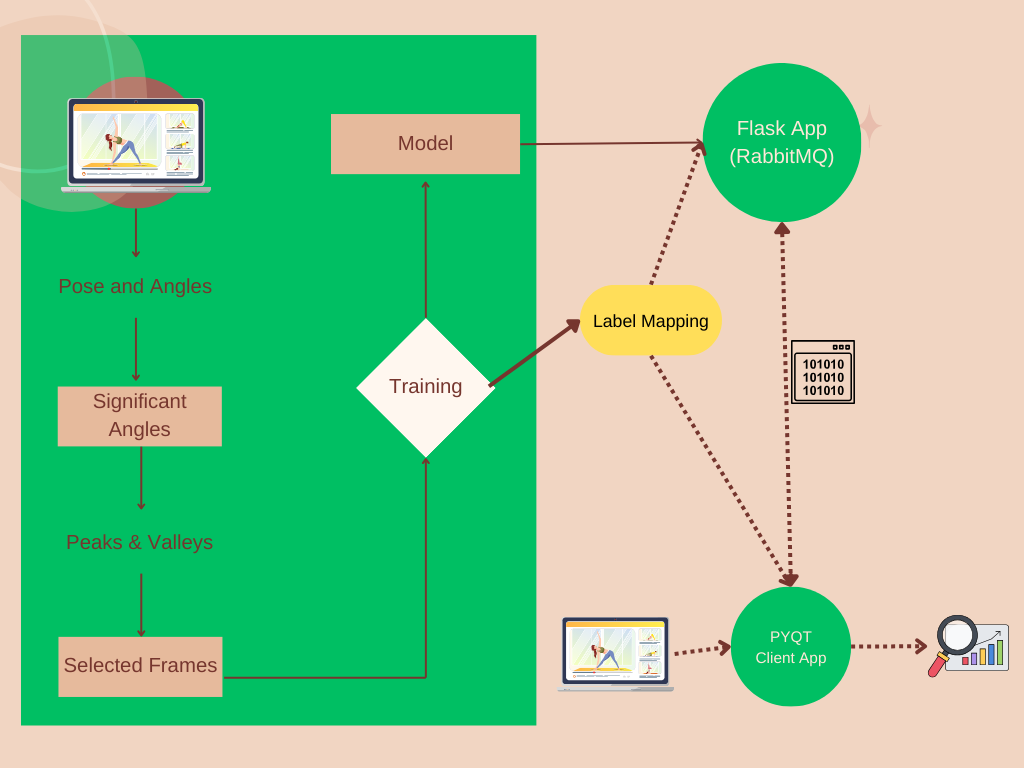 Pose and Angles
Significant
Angles
Peaks & Valleys
Selected Frames
Training
Model
Label Mapping
Flask App
(RabbitMQ)
101010
101010
101010
PYQT
Client App